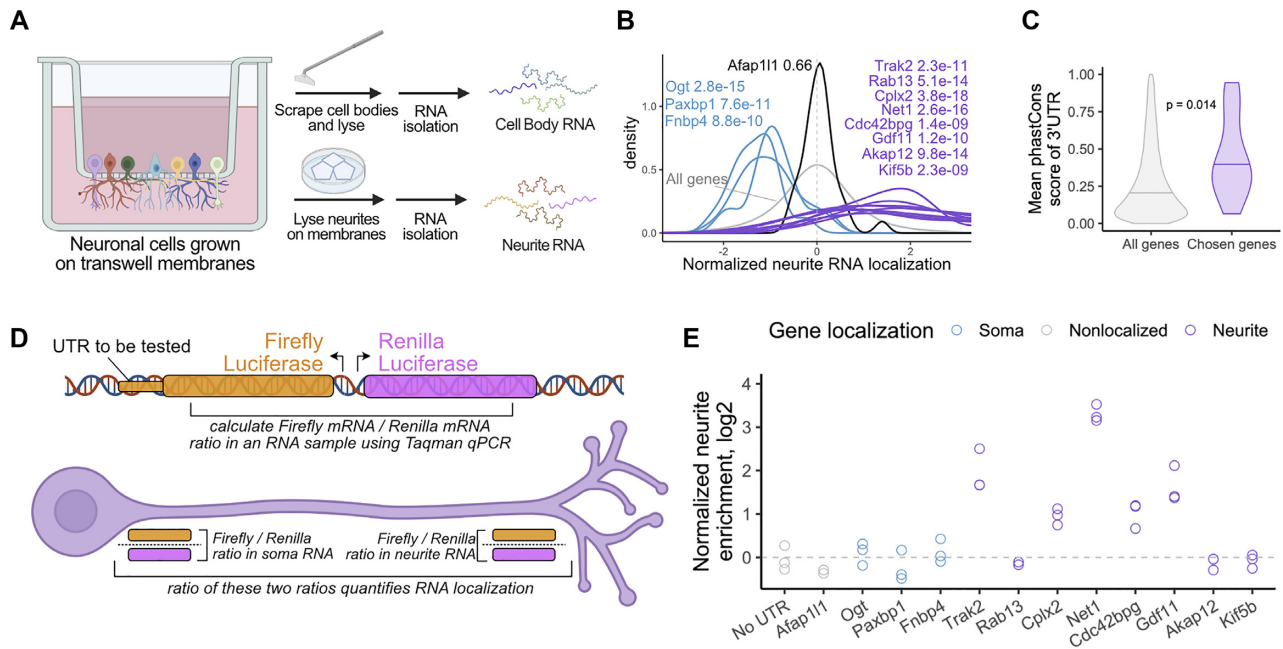 A
Scrape cell bodies
and lyse
RNA
isolation
Cell Body RNA
Lyse neurites
on membranes
RNA
isolation
Neurite RNA
Neuronal cells grown
on transwell membranes
B
Afap1l1 0.66
Ogt 2.8e-15
Paxbp1 7.6e-11
Fnbp4 8.8e-10
All genes
Trak2 2.3e-11
Rab13 5.1e-14
Cplx2 3.8e-18
Net1 2.6e-16
Cdc42bpg 1.4e-09
Gdf11 1.2e-10
Akap12 9.8e-14
Kif5b 2.3e-09
density
1.0
0.5
0.0
-2
0
2
Normalized neurite RNA localization
C
Mean phastCons
score of 3'UTR
1.00
0.75
0.50
0.25
0.00
p = 0.014
All genes
Chosen genes
D
UTR to be tested
Firefly
Luciferase
Renilla
Luciferase
calculate Firefly mRNA / Renilla mRNA
ratio in an RNA sample using Taqman qPCR
Firefly / Renilla
ratio in soma RNA
Firefly / Renilla
ratio in neurite RNA
ratio of these two ratios quantifies RNA localization
E
Gene localization
Soma
Nonlocalized
Neurite
Normalized neurite
enrichment, log2
4
3
2
1
0
No UTR
Afap1l1
Ogt
Paxbp1
Fnbp4
Trak2
Rab13
Cplx2
Net1
Cdc42bpg
Gdf11
Akap12
Kif5b